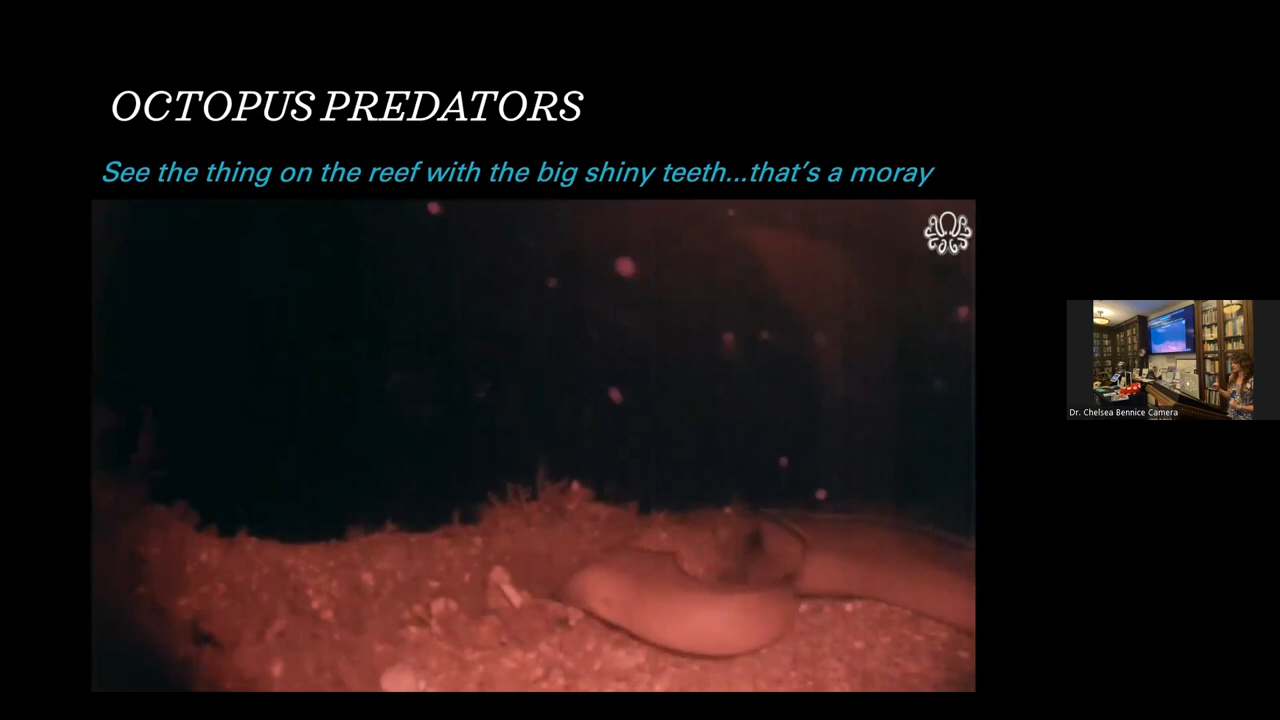 OCTOPUS PREDATORS
See the thing on the reef with the big shiny teeth...that's a moray
Dr. Chelsea Bennice Camera